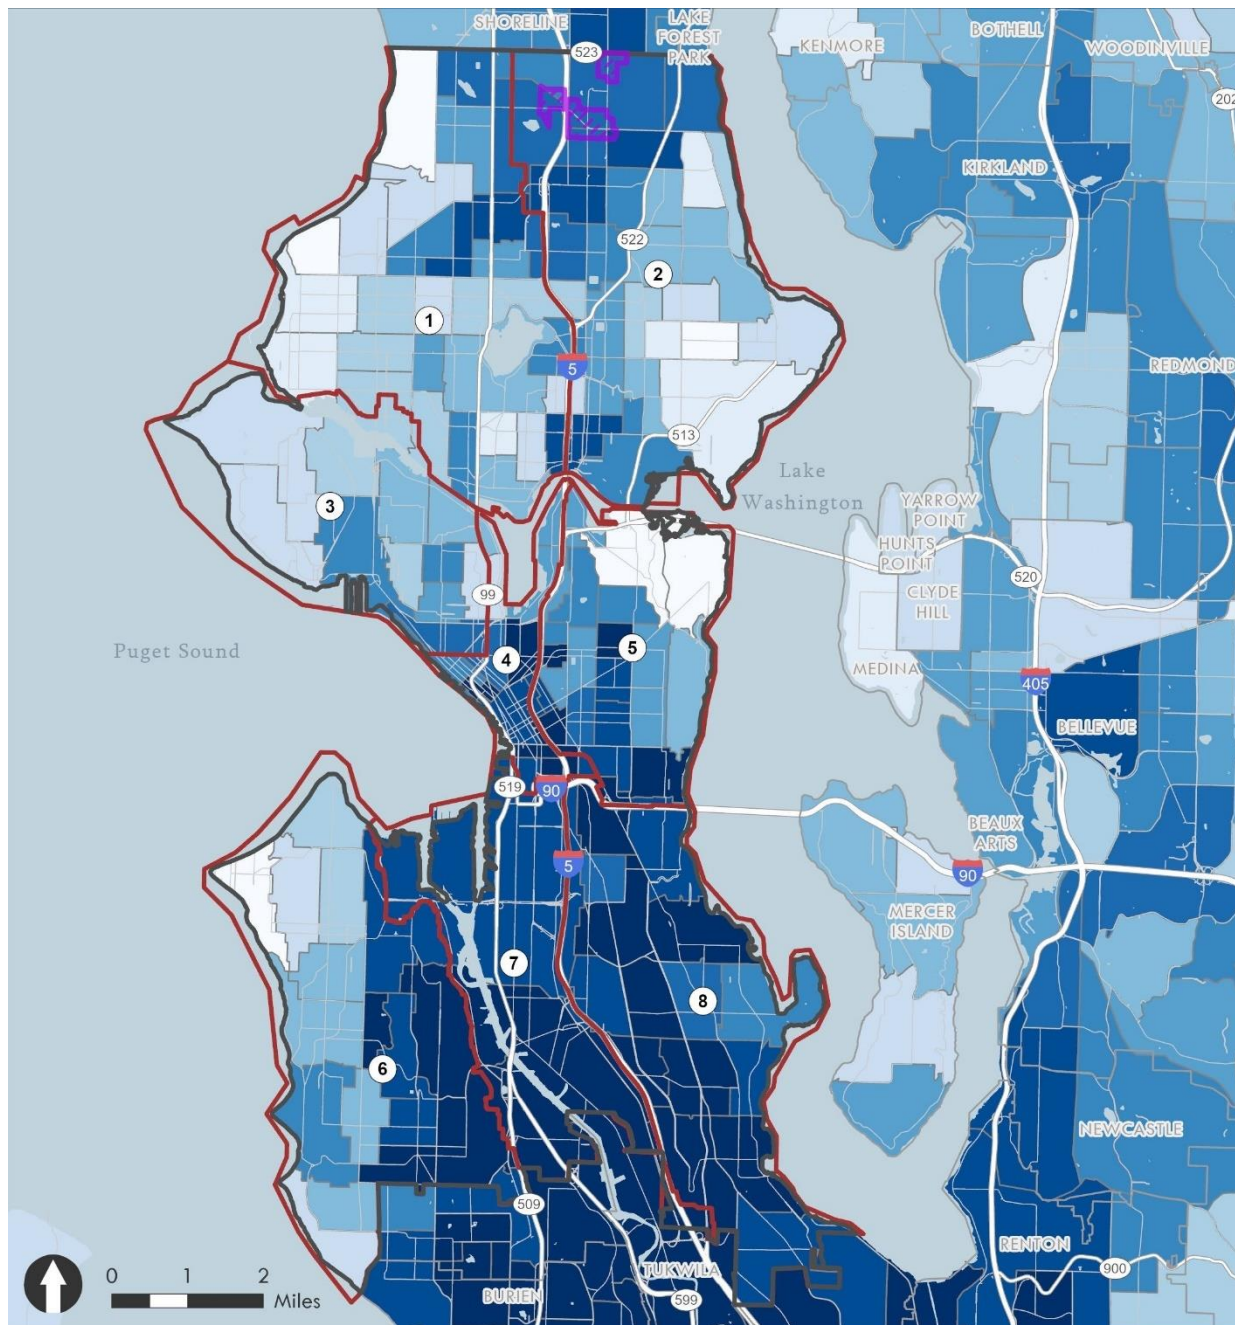 SHORELINE
LAKE
FOREST
PARK
523
KENMORE
BOTHELL
WOODINVILLE
202
KIRKLAND
522
2
1
5
REDMOND
513
Lake
Washington
3
YARROW
POINT
HUNTS
POINT
520
CLYDE
HILL
99
Puget Sound
4
5
MEDINA
405
BELLEVUE
519
90
BEAUX
ARTS
5
90
MERCER
ISLAND
7
8
6
NEWCASTLE
509
RENTON
900
TUKWILA
599
BURIEN
0 1 2
Miles